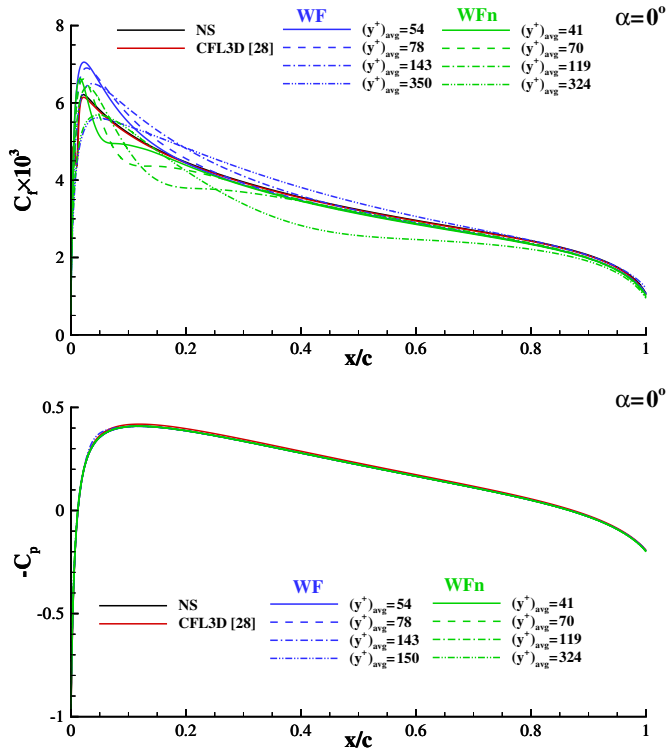 α=0°
WF WFn
NS (y⁺)avg=54 (y⁺)avg=41
CFL3D [28] (y⁺)avg=78 (y⁺)avg=70
(y⁺)avg=143 (y⁺)avg=119
(y⁺)avg=350 (y⁺)avg=324
8
6
4
2
0
Cf×10³
0 0.2 0.4 0.6 0.8 1
x/c
α=0°
0.5
0
-0.5
-1
-Cp
WF WFn
NS (y⁺)avg=54 (y⁺)avg=41
CFL3D [28] (y⁺)avg=78 (y⁺)avg=70
(y⁺)avg=143 (y⁺)avg=119
(y⁺)avg=150 (y⁺)avg=324
0 0.2 0.4 0.6 0.8 1
x/c